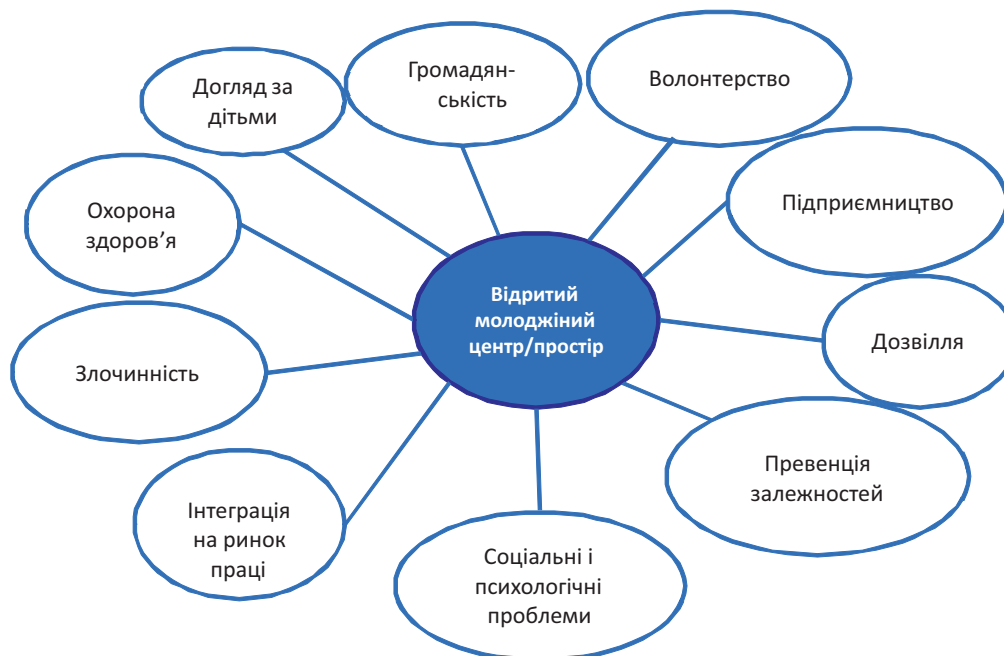 Догляд за
дітьми
Громадян-
ськість
Волонтерство
Охорона
здоров’я
Підприємництво
Відритий
молоджіний
центр/простір
Злочинність
Дозвілля
Інтеграція
на ринок
праці
Соціальні і
психологічні
проблеми
Превенція
залежностей